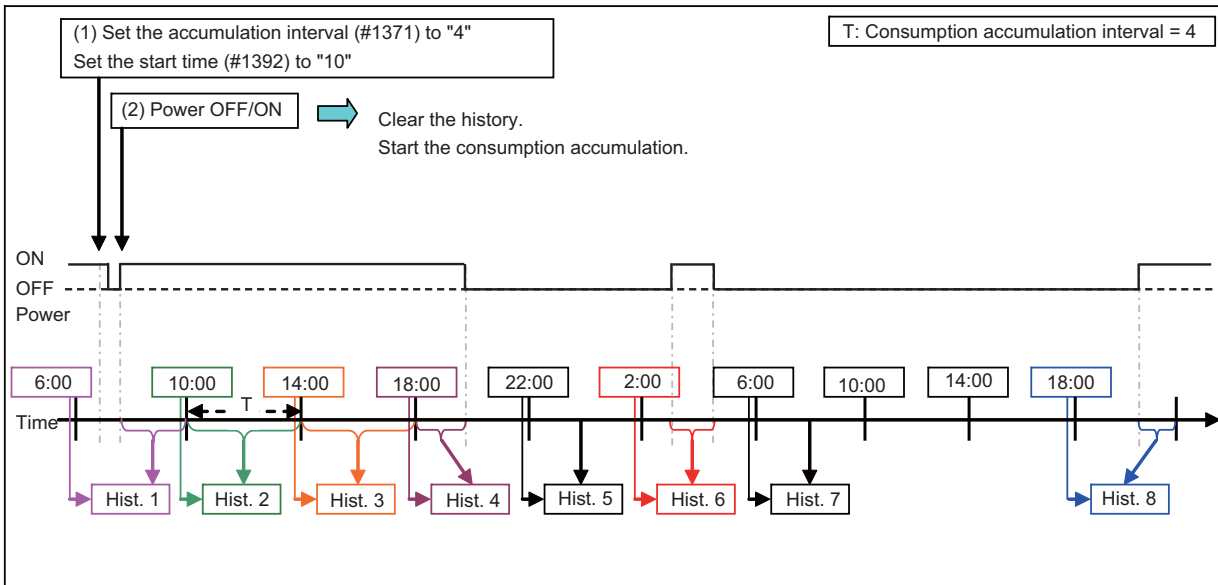 (1) Set the accumulation interval (#1371) to "4"
Set the start time (#1392) to "10"
T: Consumption accumulation interval = 4
(2) Power OFF/ON
Clear the history.
Start the consumption accumulation.
ON
OFF
Power
6:00 10:00 14:00 18:00 22:00 2:00 6:00 10:00 14:00 18:00
T
Time
Hist. 1 Hist. 2 Hist. 3 Hist. 4 Hist. 5 Hist. 6 Hist. 7 Hist. 8